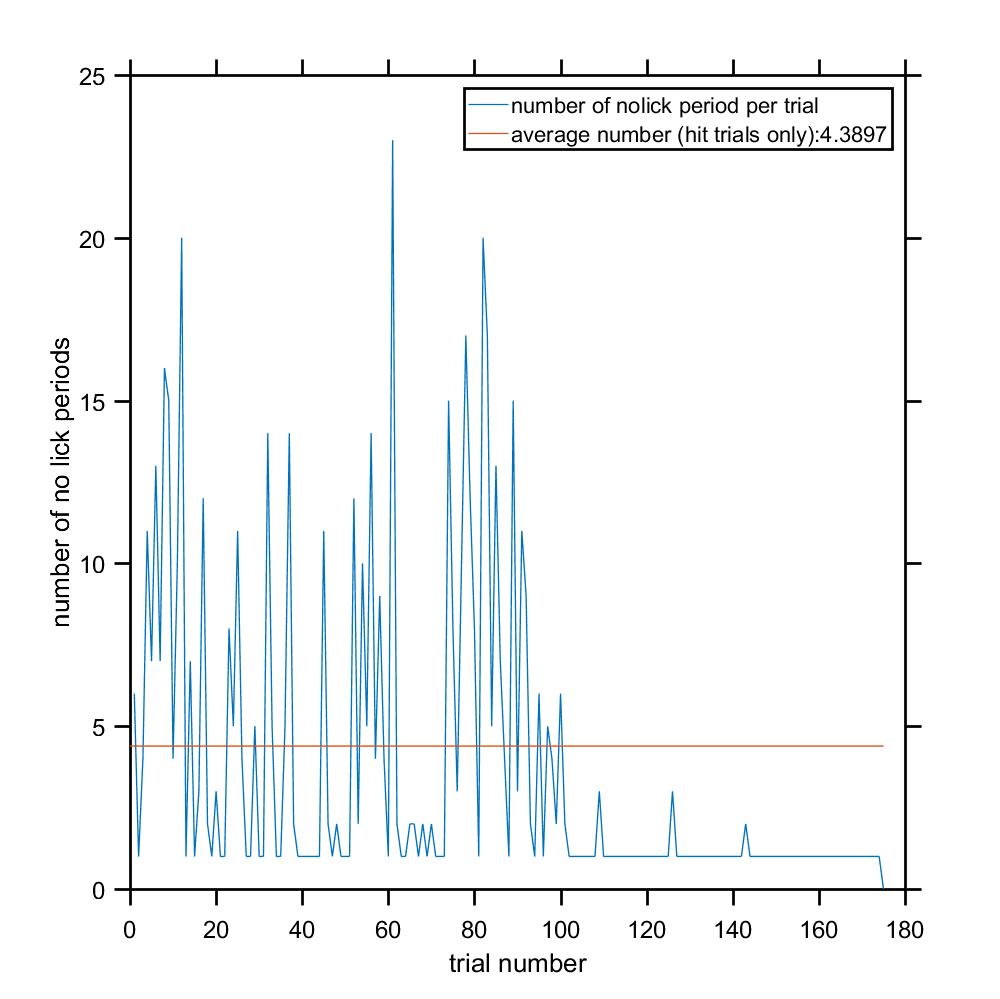 25
number of nolick period per trial
average number (hit trials only):4.3897
20
15
10
5
0
number of no lick periods
0 20 40 60 80 100 120 140 160 180
trial number